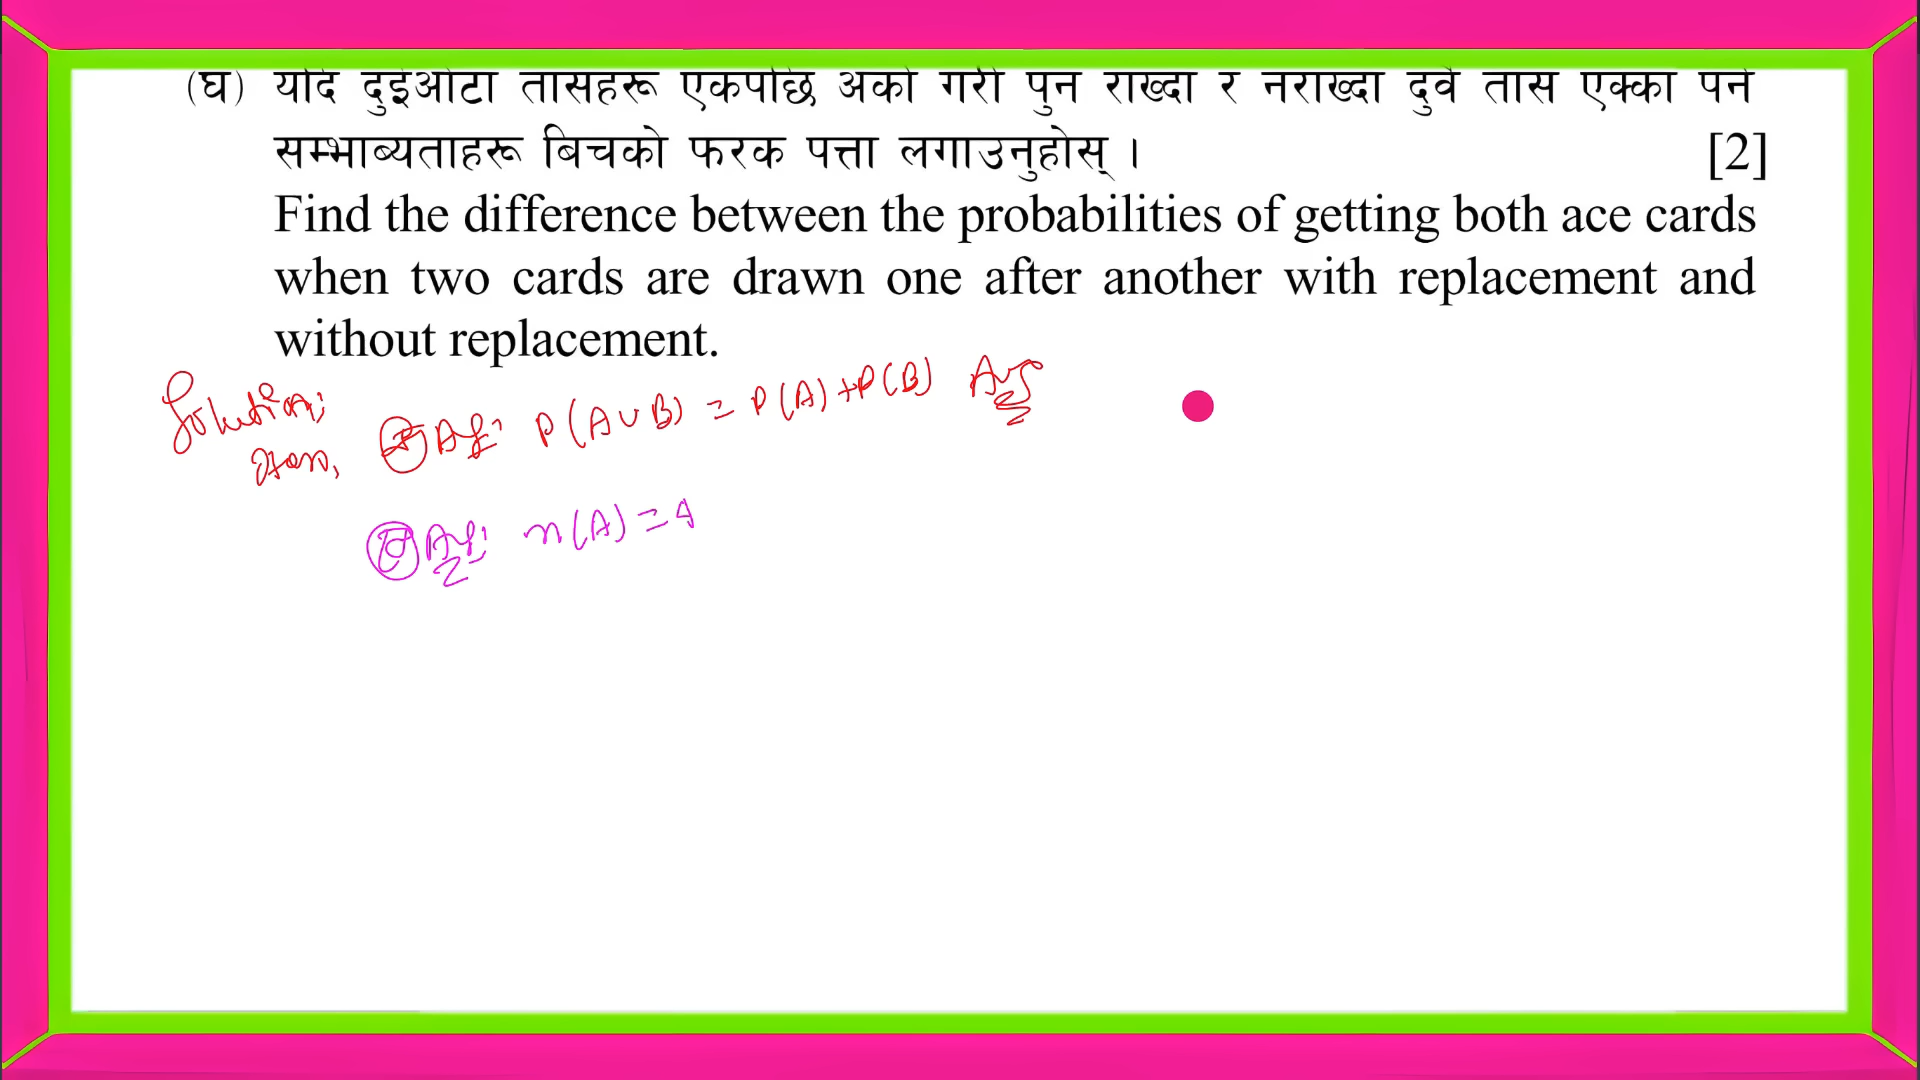 (घ) यदि दुईओटा तासहरू एकपछि अर्को गरी पुन राख्दा र नराख्दा दुवै तास एक्का पर्ने
सम्भाब्यताहरू बिचको फरक पत्ता लगाउनुहोस् । [2]
Find the difference between the probabilities of getting both ace cards
when two cards are drawn one after another with replacement and
without replacement.
Solution; P(A∪B) = P(A)+P(B) Ans
n(A) = 4